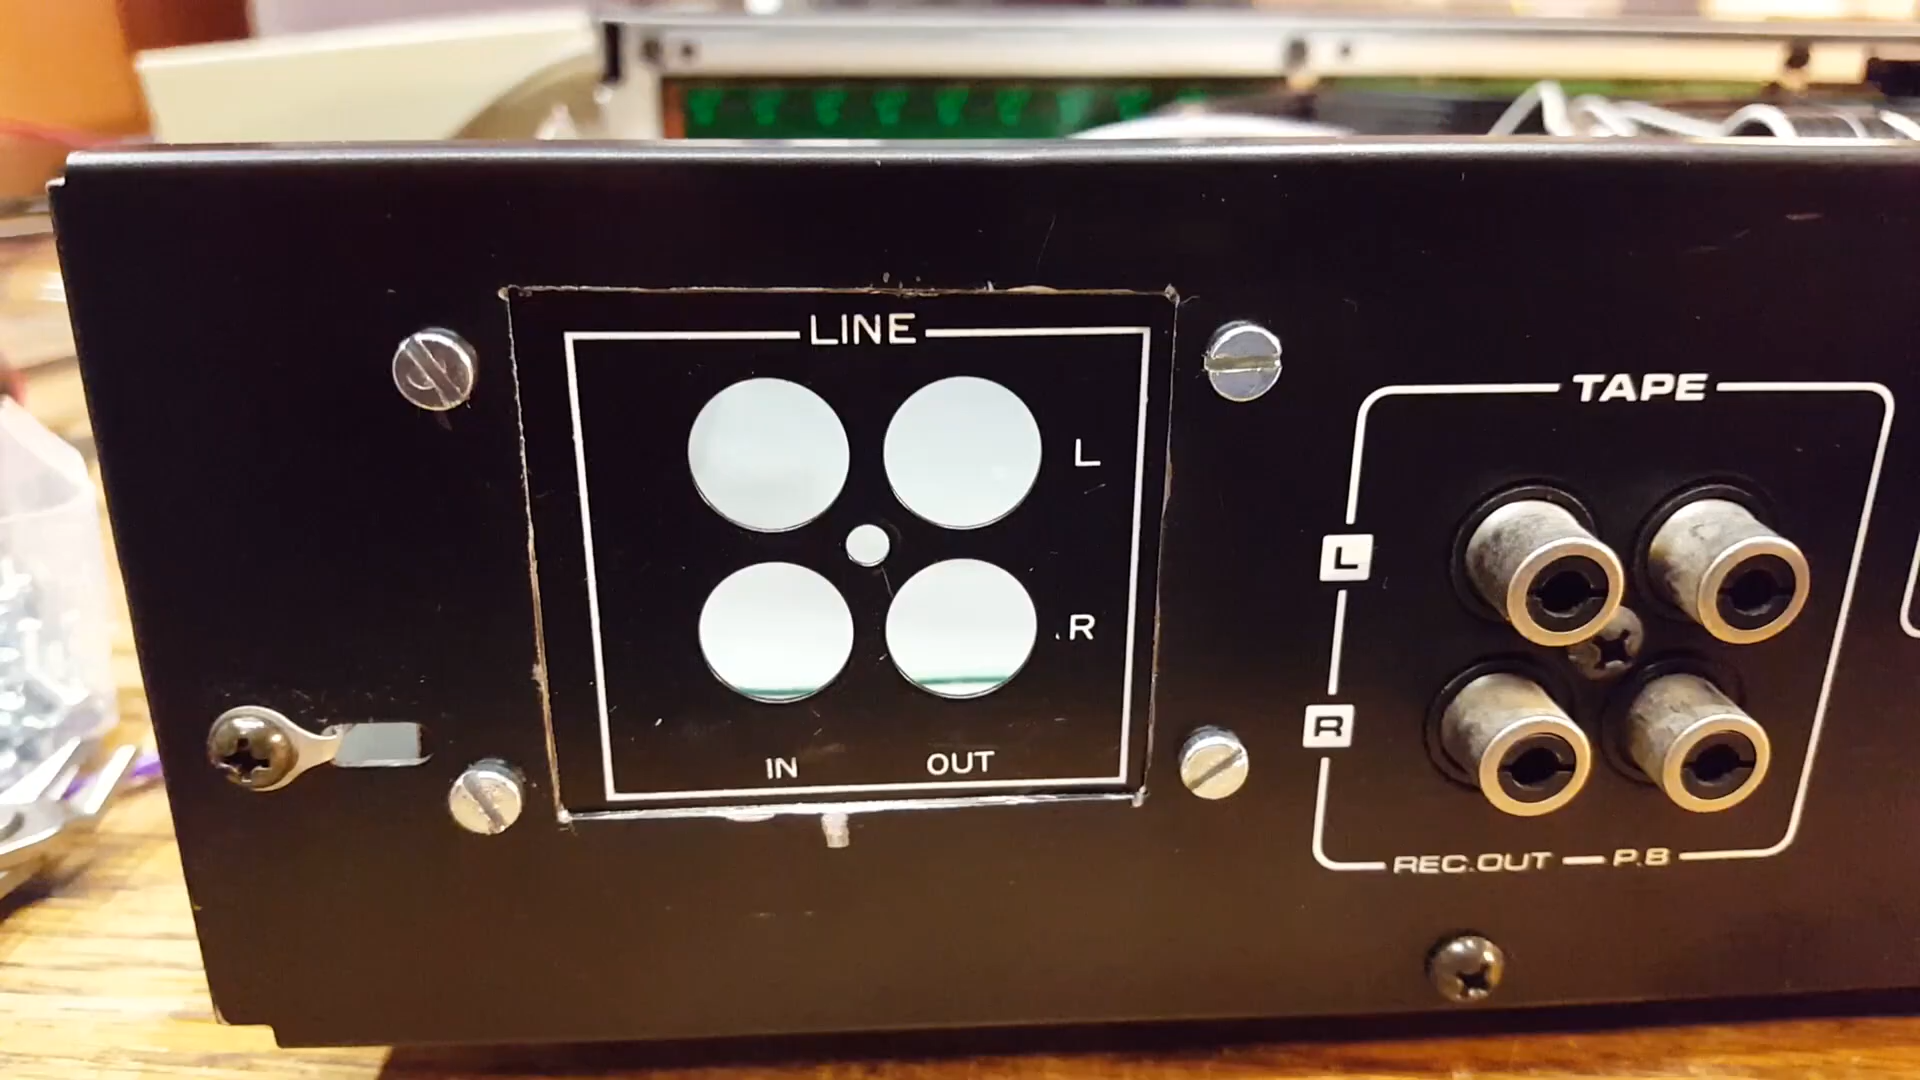 LINE
L
R
IN OUT
TAPE
L
R
REC.OUT P.B